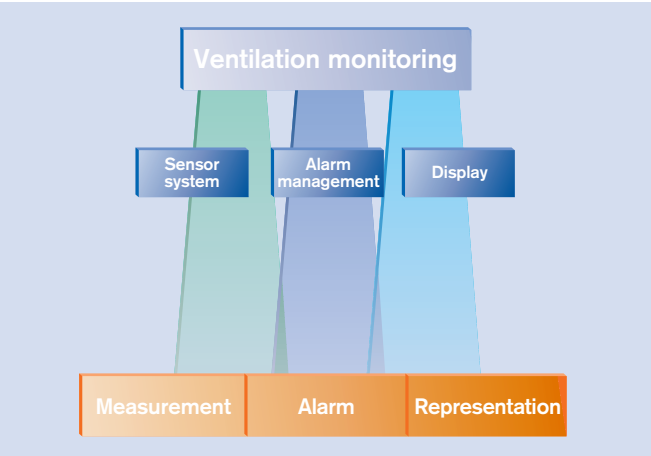 Ventilation monitoring
Sensor
system
Alarm
management
Display
Measurement
Alarm
Representation